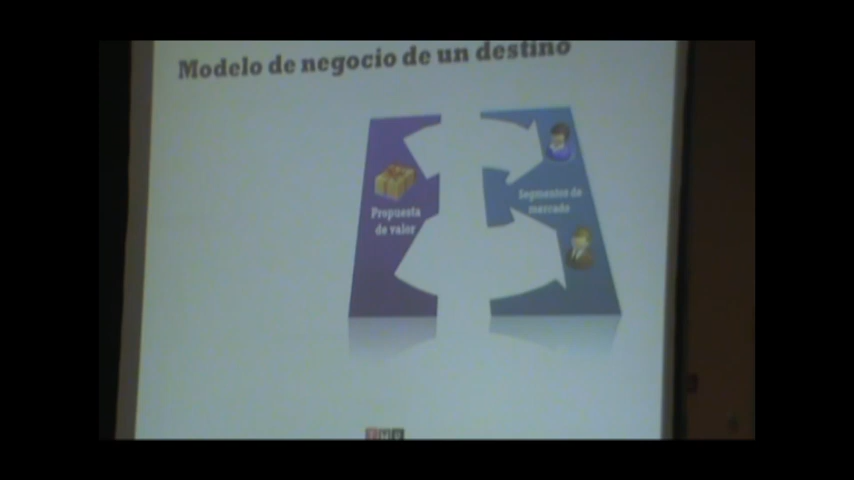 Modelo de negocio de un destino
Propuesta
de valor
Segmentos de
mercado